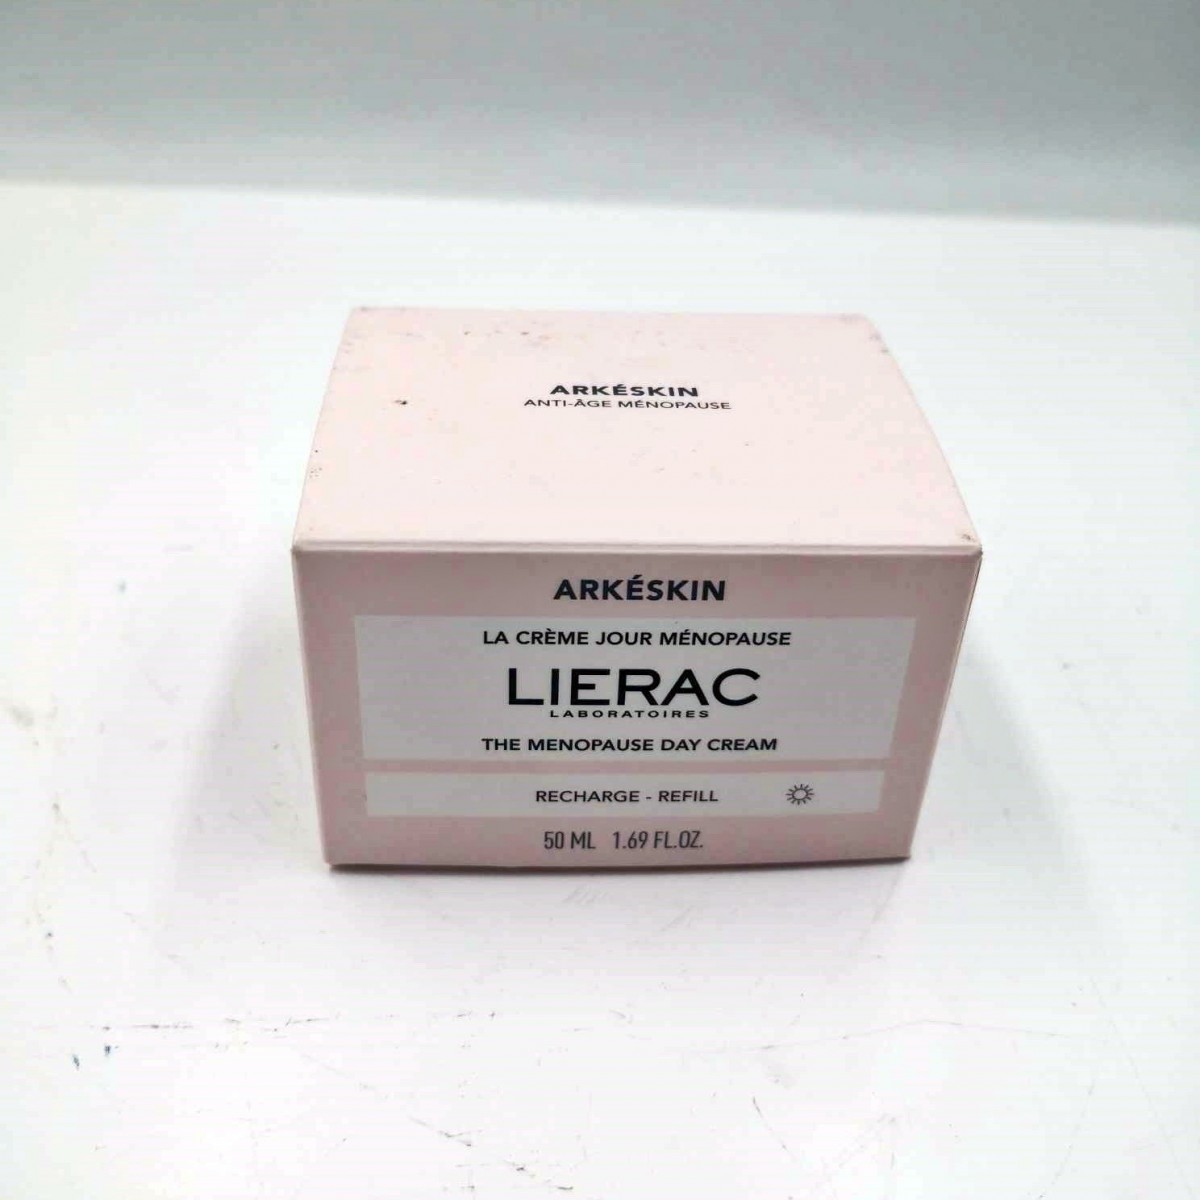 ARKÉSKIN
ANTI-ÂGE MÉNOPAUSE
ARKÉSKIN
LA CRÈME JOUR MÉNOPAUSE
LIERAC
LABORATOIRES
THE MENOPAUSE DAY CREAM
RECHARGE - REFILL
50 ML 1.69 FL.OZ.